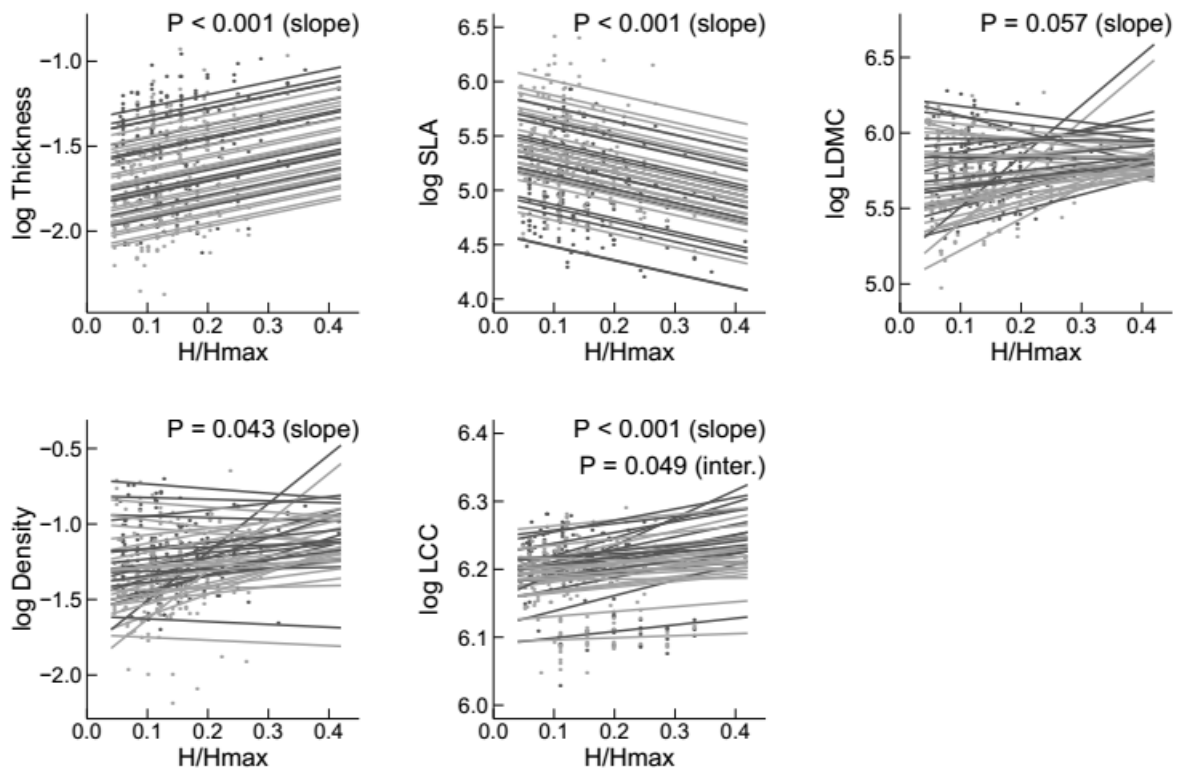 P < 0.001 (slope)
log Thickness
−1.0
−1.5
−2.0
0.0 0.1 0.2 0.3 0.4
H/Hmax
P < 0.001 (slope)
log SLA
6.5
6.0
5.5
5.0
4.5
4.0
0.0 0.1 0.2 0.3 0.4
H/Hmax
P = 0.057 (slope)
log LDMC
6.5
6.0
5.5
5.0
0.0 0.1 0.2 0.3 0.4
H/Hmax
P = 0.043 (slope)
log Density
−0.5
−1.0
−1.5
−2.0
0.0 0.1 0.2 0.3 0.4
H/Hmax
P < 0.001 (slope)
P = 0.049 (inter.)
log LCC
6.4
6.3
6.2
6.1
6.0
0.0 0.1 0.2 0.3 0.4
H/Hmax